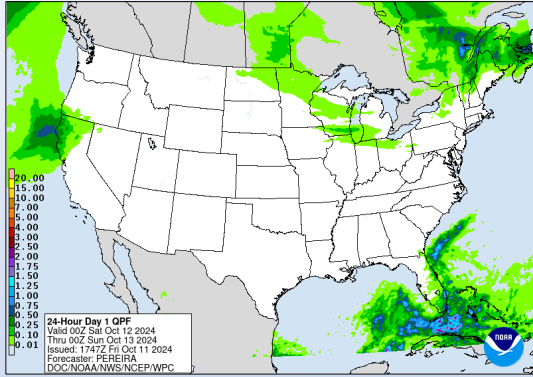 20.00
15.00
10.00
7.00
5.00
4.00
3.00
2.50
2.00
1.75
1.50
1.25
1.00
0.75
0.50
0.25
0.10
0.01
24-Hour Day 1 QPF
Valid 00Z Sat Oct 12 2024
Thru 00Z Sun Oct 13 2024
Issued: 1747Z Fri Oct 11 2024
Forecaster: PEREIRA
DOC/NOAA/NWS/NCEP/WPC
NOAA